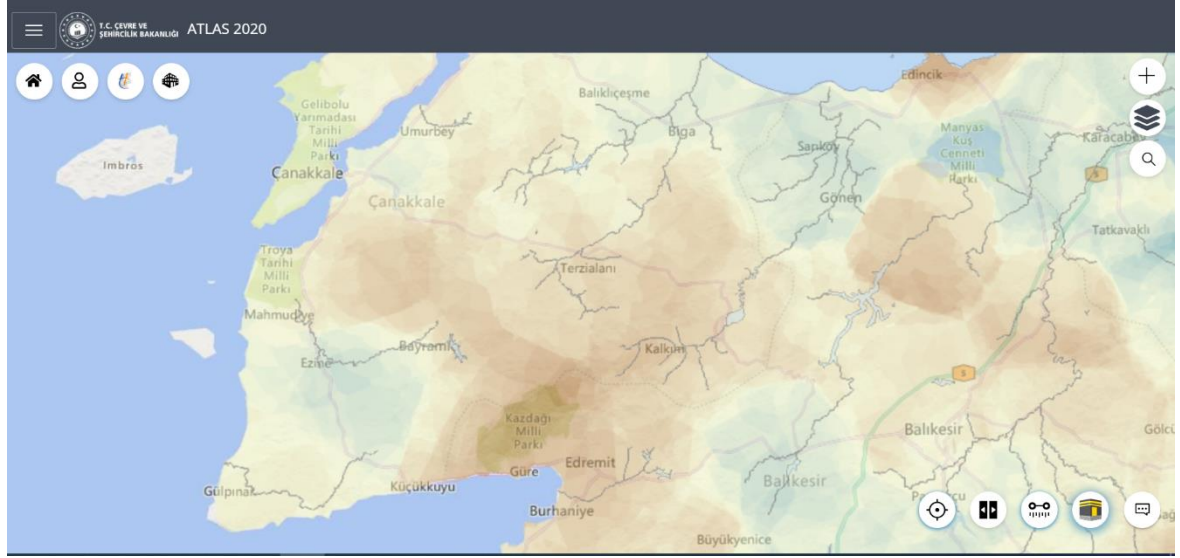 T.C. ÇEVRE VE
ŞEHİRCİLİK BAKANLIĞI
ATLAS 2020
Edincik
Balıklıçeşme
Gelibolu
Yarımadası
Tarihi
Milli
Parkı
Umurbey
Biga
Manyas
Kuş
Cenneti
Milli
Parkı
Karacabey
Sarıköy
Imbros
Çanakkale
5
Çanakkale
Gönen
Tatkavaklı
Troya
Tarihi
Milli
Parkı
Terzialanı
Mahmudiye
Bayramiç
Kalkım
Ezine
5
Kazdağı
Milli
Parkı
Balıkesir
Gölcü
Edremit
Güre
Balıkesir
Küçükkuyu
Gülpınar
Burhaniye
Büyükyenice